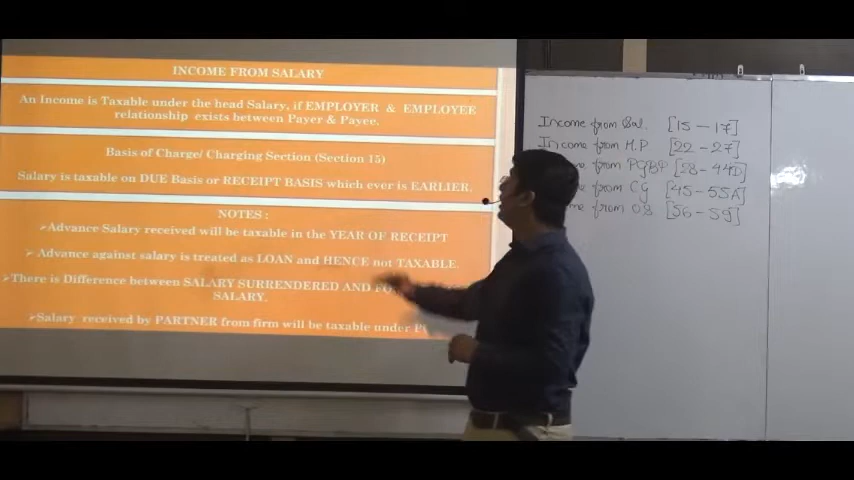 INCOME FROM SALARY
An Income is Taxable under the head Salary, if EMPLOYER & EMPLOYEE
relationship exists between Payer & Payee.
Basis of Charge/ Charging Section (Section 15)
Salary is taxable on DUE Basis or RECEIPT BASIS which ever is EARLIER.
NOTES :
➢Advance Salary received will be taxable in the YEAR OF RECEIPT
➢Advance against salary is treated as LOAN and HENCE not TAXABLE.
➢There is Difference between SALARY SURRENDERED AND
SALARY.
➢Salary received by PARTNER from firm will be taxable under
Income from Sal. [15 - 17]
Income from H.P [22 - 27]
from PGBP [28 - 44D]
from CG [45 - 55A]
from OS [56 - 59]